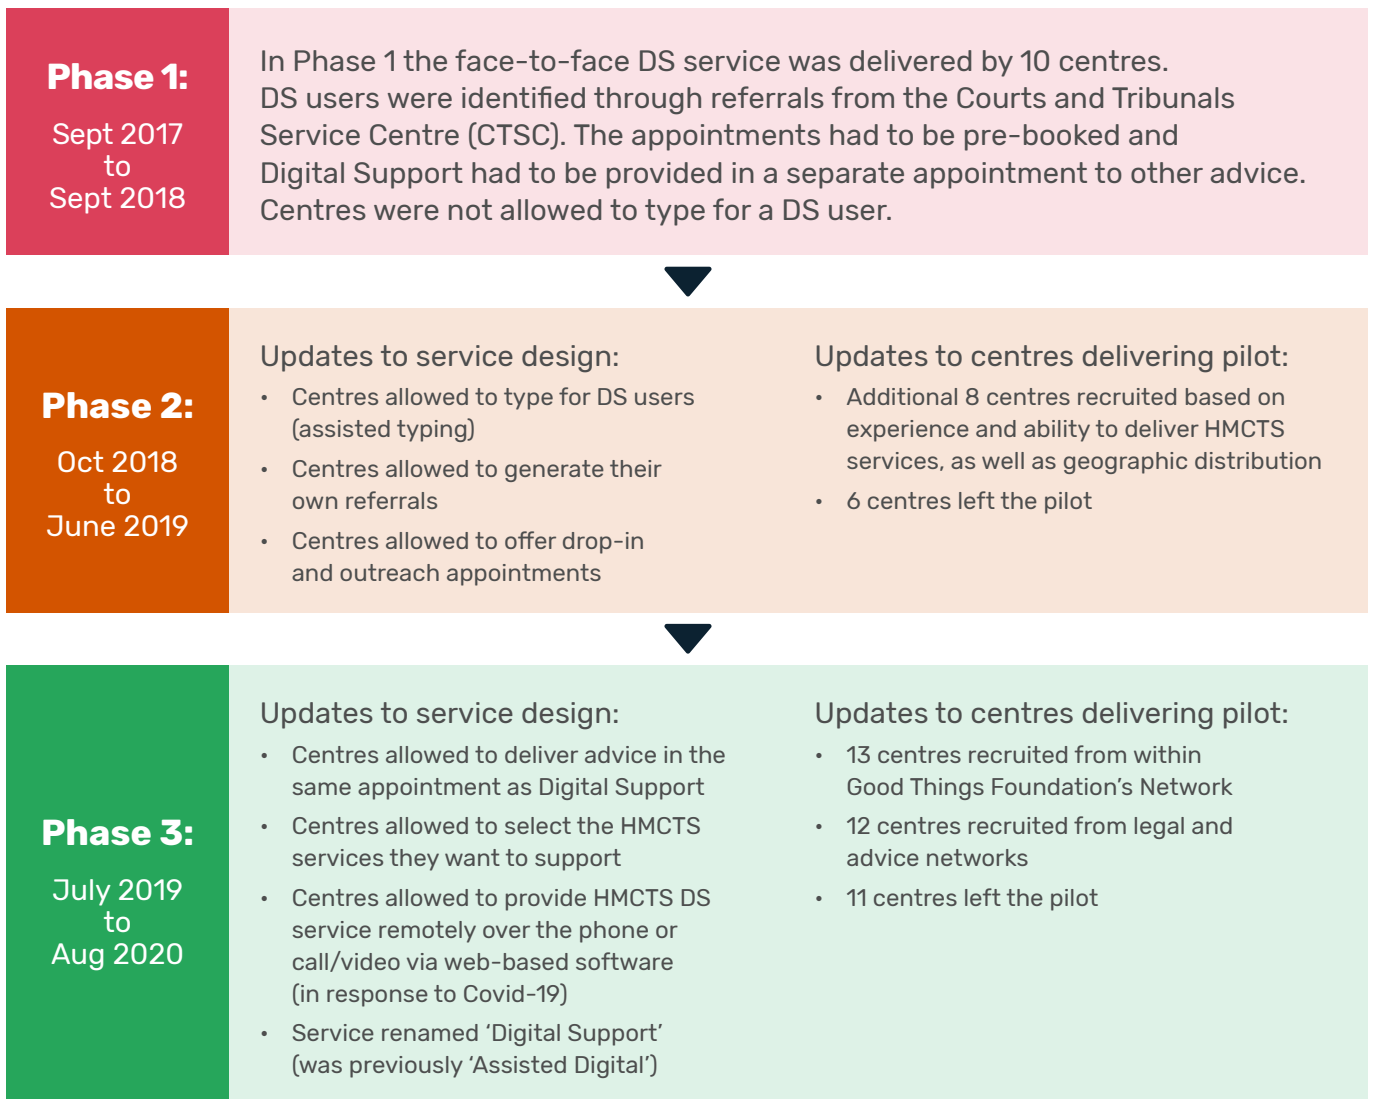 Phase 1:
Sept 2017
to
Sept 2018
In Phase 1 the face-to-face DS service was delivered by 10 centres.
DS users were identified through referrals from the Courts and Tribunals
Service Centre (CTSC). The appointments had to be pre-booked and
Digital Support had to be provided in a separate appointment to other advice.
Centres were not allowed to type for a DS user.
Phase 2:
Oct 2018
to
June 2019
Updates to service design:
• Centres allowed to type for DS users
(assisted typing)
• Centres allowed to generate their
own referrals
• Centres allowed to offer drop-in
and outreach appointments
Updates to centres delivering pilot:
• Additional 8 centres recruited based on
experience and ability to deliver HMCTS
services, as well as geographic distribution
• 6 centres left the pilot
Phase 3:
July 2019
to
Aug 2020
Updates to service design:
• Centres allowed to deliver advice in the
same appointment as Digital Support
• Centres allowed to select the HMCTS
services they want to support
• Centres allowed to provide HMCTS DS
service remotely over the phone or
call/video via web-based software
(in response to Covid-19)
• Service renamed ‘Digital Support’
(was previously ‘Assisted Digital’)
Updates to centres delivering pilot:
• 13 centres recruited from within
Good Things Foundation’s Network
• 12 centres recruited from legal and
advice networks
• 11 centres left the pilot